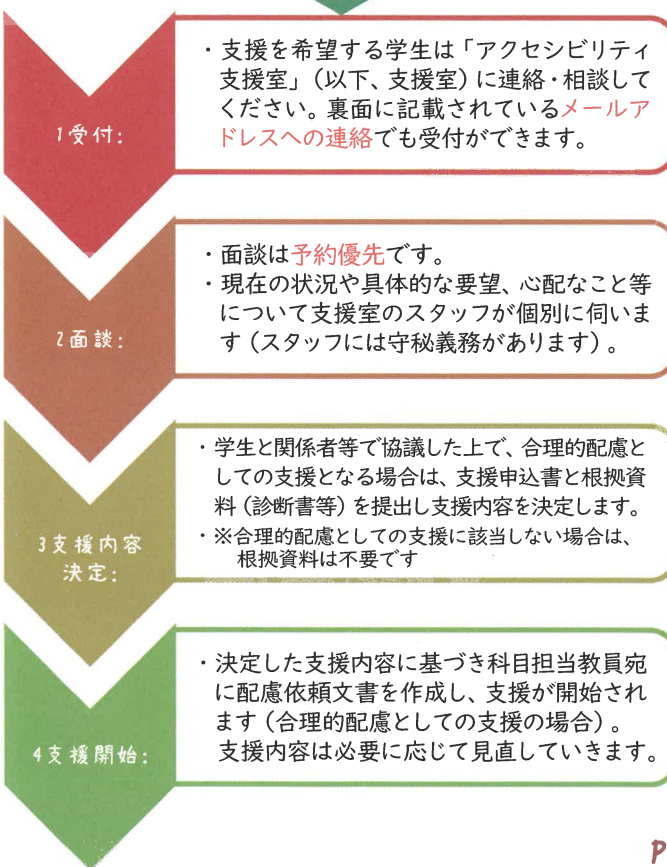 1受付:
・支援を希望する学生は「アクセシビリティ
支援室」（以下、支援室）に連絡・相談して
ください。裏面に記載されているメールア
ドレスへの連絡でも受付ができます。
2面談:
・面談は予約優先です。
・現在の状況や具体的な要望、心配なこと等
について支援室のスタッフが個別に伺いま
す（スタッフには守秘義務があります）。
3支援内容
決定:
・学生と関係者等で協議した上で、合理的配慮と
しての支援となる場合は、支援申込書と根拠資
料（診断書等）を提出し支援内容を決定します。
・※合理的配慮としての支援に該当しない場合は、
根拠資料は不要です
4支援開始:
・決定した支援内容に基づき科目担当教員宛
に配慮依頼文書を作成し、支援が開始され
ます（合理的配慮としての支援の場合）。
支援内容は必要に応じて見直していきます。
P